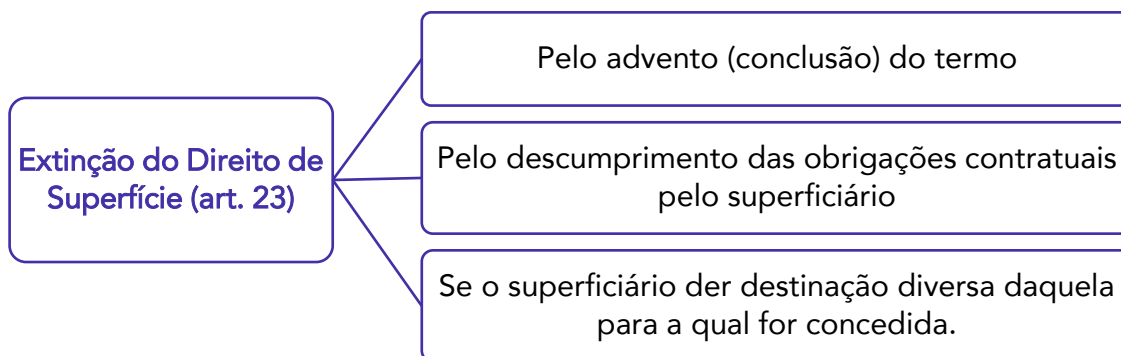 Extinção do Direito de
Superfície (art. 23)
Pelo advento (conclusão) do termo
Pelo descumprimento das obrigações contratuais
pelo superficiário
Se o superficiário der destinação diversa daquela
para a qual for concedida.